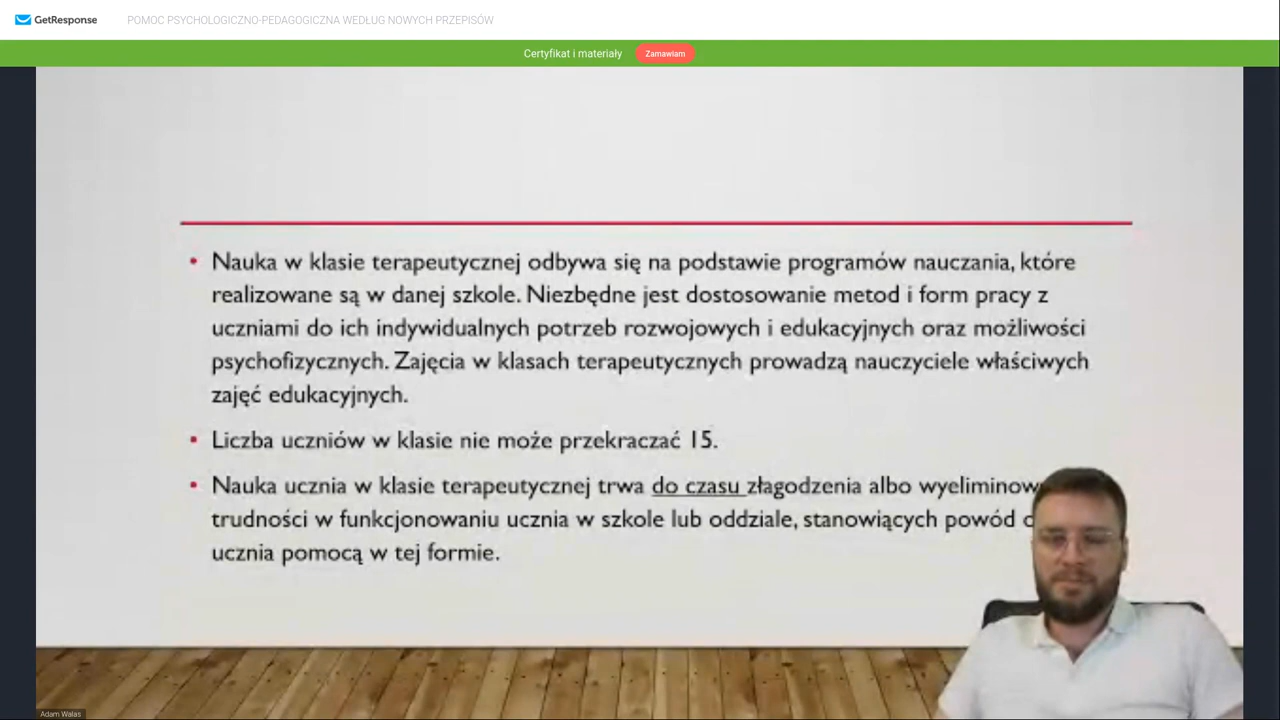 GetResponse
POMOC PSYCHOLOGICZNO-PEDAGOGICZNA WEDŁUG NOWYCH PRZEPISÓW
Certyfikat i materiały
Zamawiam
• Nauka w klasie terapeutycznej odbywa się na podstawie programów nauczania, które
realizowane są w danej szkole. Niezbędne jest dostosowanie metod i form pracy z
uczniami do ich indywidualnych potrzeb rozwojowych i edukacyjnych oraz możliwości
psychofizycznych. Zajęcia w klasach terapeutycznych prowadzą nauczyciele właściwych
zajęć edukacyjnych.
• Liczba uczniów w klasie nie może przekraczać 15.
• Nauka ucznia w klasie terapeutycznej trwa do czasu złagodzenia albo
trudności w funkcjonowaniu ucznia w szkole lub oddziale, stanowiących powód
ucznia pomocą w tej formie.
Adam Walas